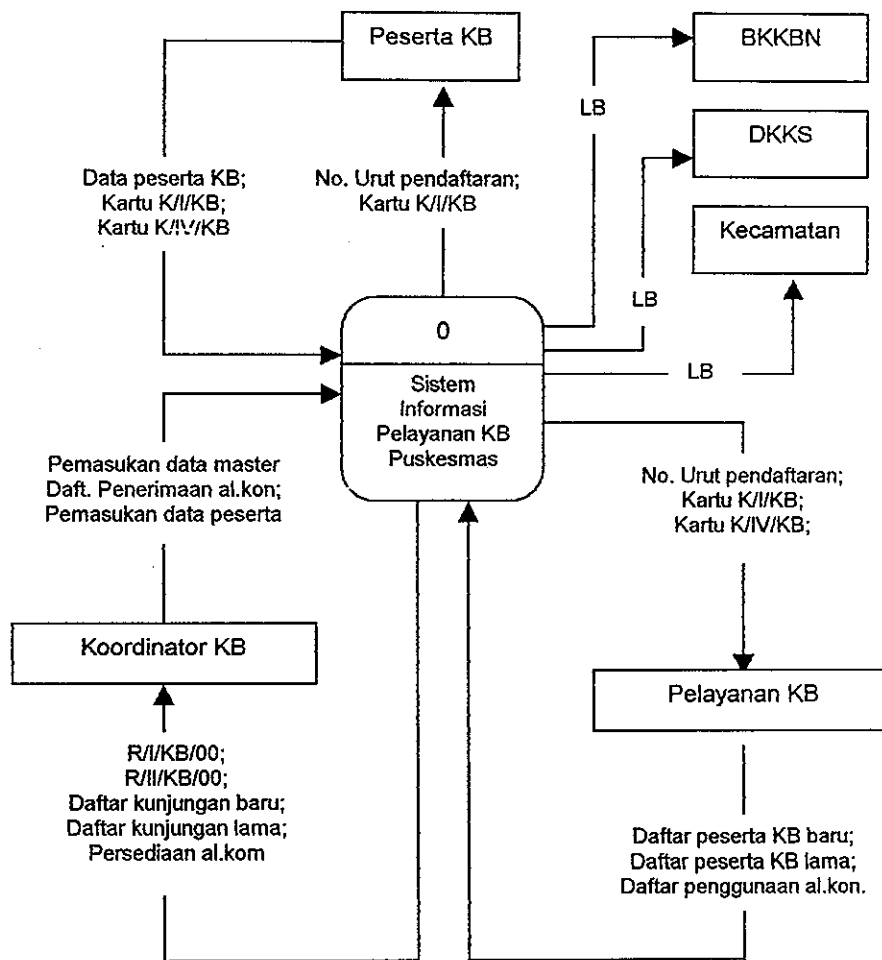 Peserta KB
BKKBN
LB
DKKS
Data peserta KB;
Kartu K/I/KB;
Kartu K/IV/KB
No. Urut pendaftaran;
Kartu K/I/KB
Kecamatan
LB
0
LB
Sistem
Informasi
Pelayanan KB
Puskesmas
Pemasukan data master
Daft. Penerimaan al.kon;
Pemasukan data peserta
No. Urut pendaftaran;
Kartu K/I/KB;
Kartu K/IV/KB;
Koordinator KB
Pelayanan KB
R/I/KB/00;
R/II/KB/00;
Daftar kunjungan baru;
Daftar kunjungan lama;
Persediaan al.kom
Daftar peserta KB baru;
Daftar peserta KB lama;
Daftar penggunaan al.kon.